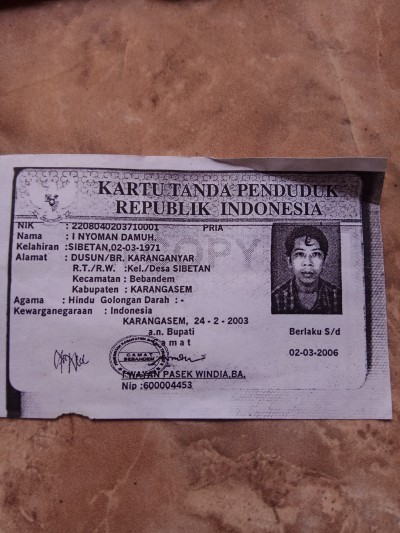 KARTU TANDA PENDUDUK
REPUBLIK INDONESIA
NIK : 2208040203710001 PRIA
Nama : I NYOMAN DAMUH.
Kelahiran :SIBETAN,02-03-1971
Alamat : DUSUN/BR. KARANGANYAR
R.T./R.W. :Kel./Desa SIBETAN
Kecamatan : Bebandem
Kabupaten : KARANGASEM
Agama : Hindu Golongan Darah : -
Kewarganegaraan : Indonesia
COPY
KARANGASEM, 24 - 2 - 2003
a.n. Bupati
Camat
Berlaku S/d
02-03-2006
CAMAT
BEBANDEM
I WAYAN PASEK WINDIA,BA.
Nip :600004453